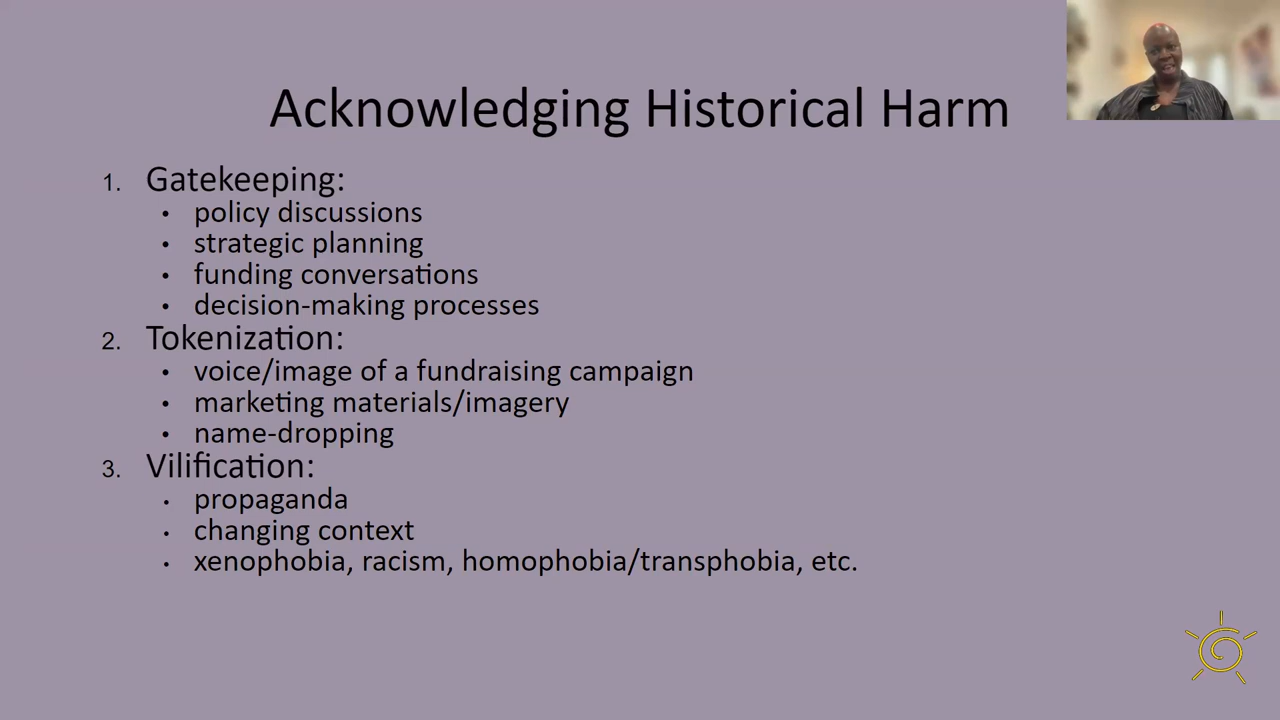 Acknowledging Historical Harm
1. Gatekeeping:
• policy discussions
• strategic planning
• funding conversations
• decision-making processes
2. Tokenization:
• voice/image of a fundraising campaign
• marketing materials/imagery
• name-dropping
3. Vilification:
• propaganda
• changing context
• xenophobia, racism, homophobia/transphobia, etc.